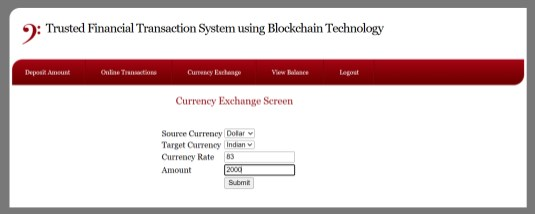 Trusted Financial Transaction System using Blockchain Technology
Deposit Amount Online Transactions Currency Exchange View Balance Logout
Currency Exchange Screen
Source Currency Dollar
Target Currency Indian
Currency Rate 83
Amount 2000
Submit